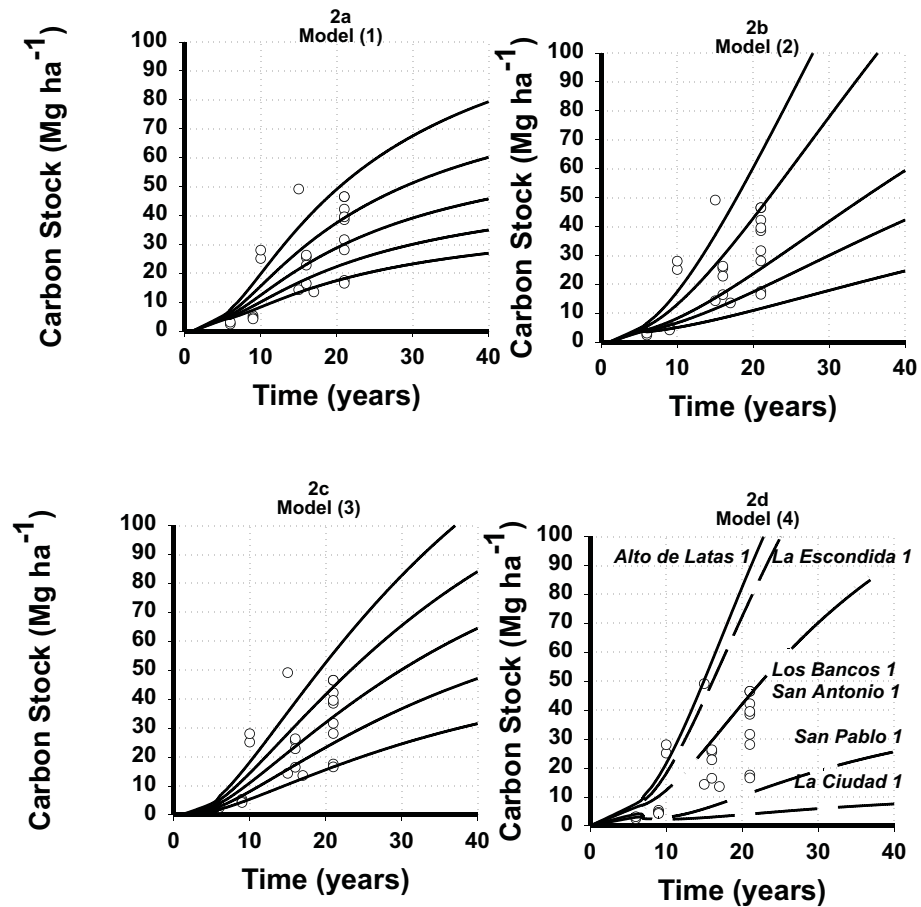 2a
Model (1)
Carbon Stock (Mg ha-1)
100
90
80
70
60
50
40
30
20
10
0
0 10 20 30 40
Time (years)
2b
Model (2)
Carbon Stock (Mg ha-1)
100
90
80
70
60
50
40
30
20
10
0
0 10 20 30 40
Time (years)
2c
Model (3)
Carbon Stock (Mg ha-1)
100
90
80
70
60
50
40
30
20
10
0
0 10 20 30 40
Time (years)
2d
Model (4)
Carbon Stock (Mg ha-1)
100
90
80
70
60
50
40
30
20
10
0
Alto de Latas 1 La Escondida 1
Los Bancos 1
San Antonio 1
San Pablo 1
La Ciudad 1
0 10 20 30 40
Time (years)